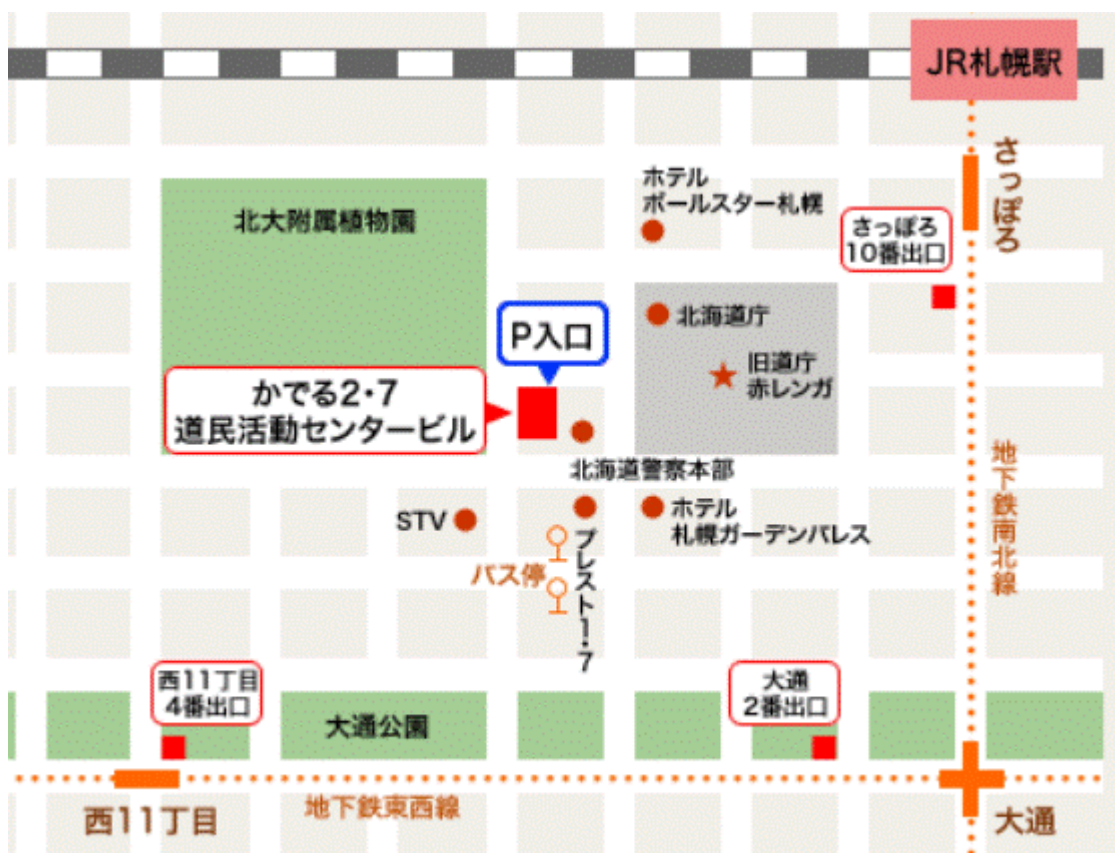 JR札幌駅
さっぽろ
ホテル
ポールスター札幌
さっぽろ
10番出口
北大附属植物園
P入口
北海道庁
旧道庁
赤レンガ
かでる2・7
道民活動センタービル
北海道警察本部
地下鉄南北線
STV
ホテル
札幌ガーデンパレス
プレスト1・7
バス停
西11丁目
4番出口
大通
2番出口
大通公園
地下鉄東西線
西11丁目
大通